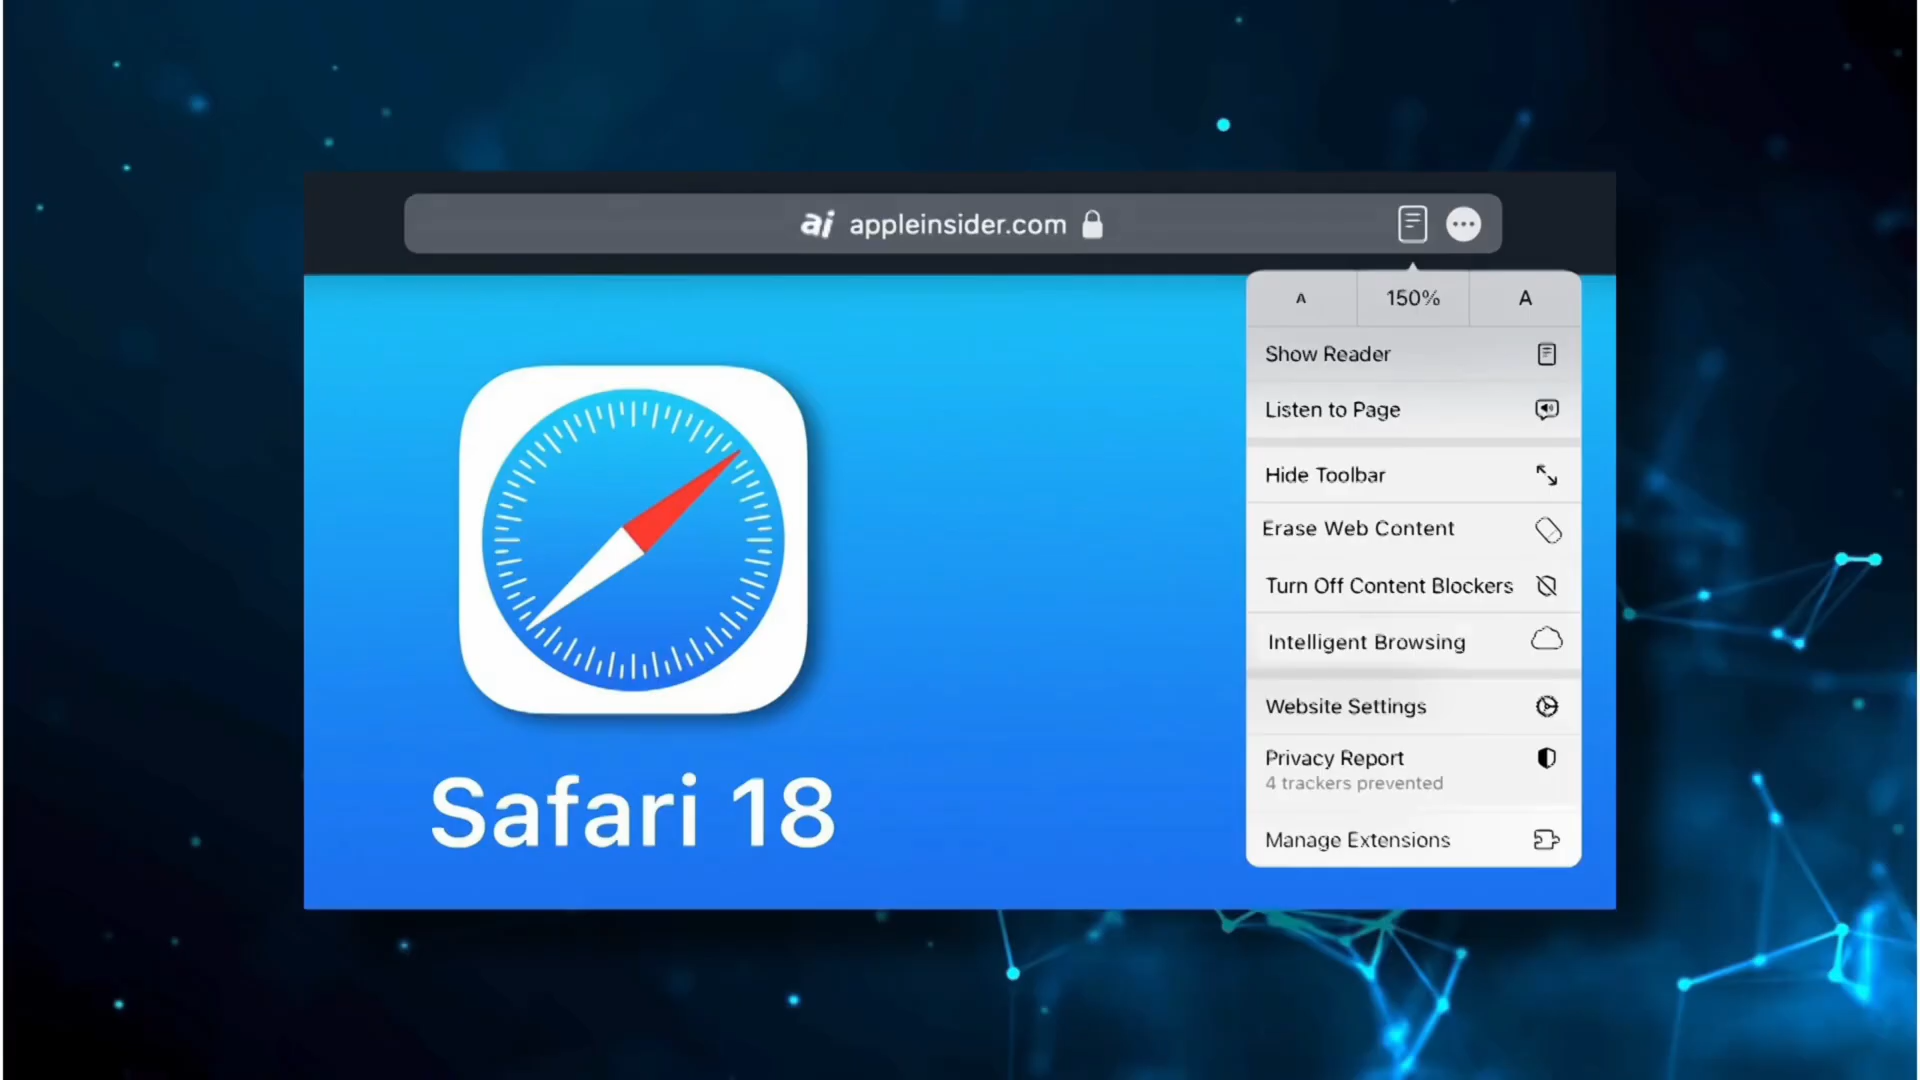 ai appleinsider.com
A 150% A
Show Reader
Listen to Page
Hide Toolbar
Erase Web Content
Turn Off Content Blockers
Intelligent Browsing
Website Settings
Privacy Report
4 trackers prevented
Manage Extensions
Safari 18